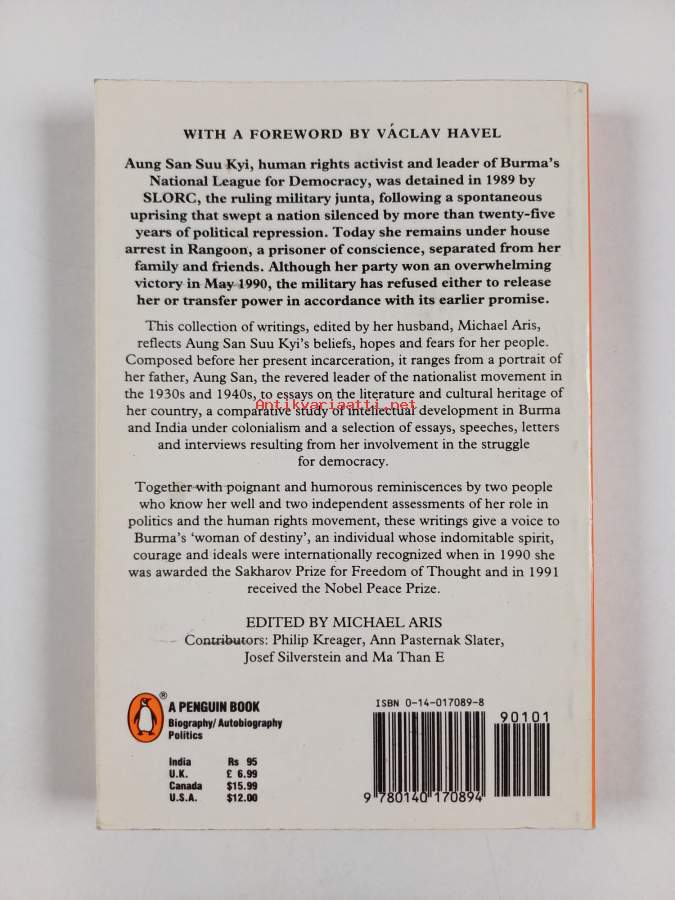 WITH A FOREWORD BY VÁCLAV HAVEL
Aung San Suu Kyi, human rights activist and leader of Burma's
National League for Democracy, was detained in 1989 by
SLORC, the ruling military junta, following a spontaneous
uprising that swept a nation silenced by more than twenty-five
years of political repression. Today she remains under house
arrest in Rangoon, a prisoner of conscience, separated from her
family and friends. Although her party won an overwhelming
victory in May 1990, the military has refused either to release
her or transfer power in accordance with its earlier promise.
This collection of writings, edited by her husband, Michael Aris,
reflects Aung San Suu Kyi's beliefs, hopes and fears for her people.
Composed before her present incarceration, it ranges from a portrait of
her father, Aung San, the revered leader of the nationalist movement in
the 1930s and 1940s, to essays on the literature and cultural heritage of
her country, a comparative study of intellectual development in Burma
Antikvariaatti.net
and India under colonialism and a selection of essays, speeches, letters
and interviews resulting from her involvement in the struggle
for democracy.
Together with poignant and humorous reminiscences by two people
who know her well and two independent assessments of her role in
politics and the human rights movement, these writings give a voice to
Burma's 'woman of destiny', an individual whose indomitable spirit,
courage and ideals were internationally recognized when in 1990 she
was awarded the Sakharov Prize for Freedom of Thought and in 1991
received the Nobel Peace Prize.
EDITED BY MICHAEL ARIS
Contributors: Philip Kreager, Ann Pasternak Slater,
Josef Silverstein and Ma Than E
®
A PENGUIN BOOK
Biography/Autobiography
Politics
India Rs 95
U.K. £ 6.99
Canada $15.99
U.S.A. $12.00
ISBN 0-14-017089-8
90101
9 780140 170894